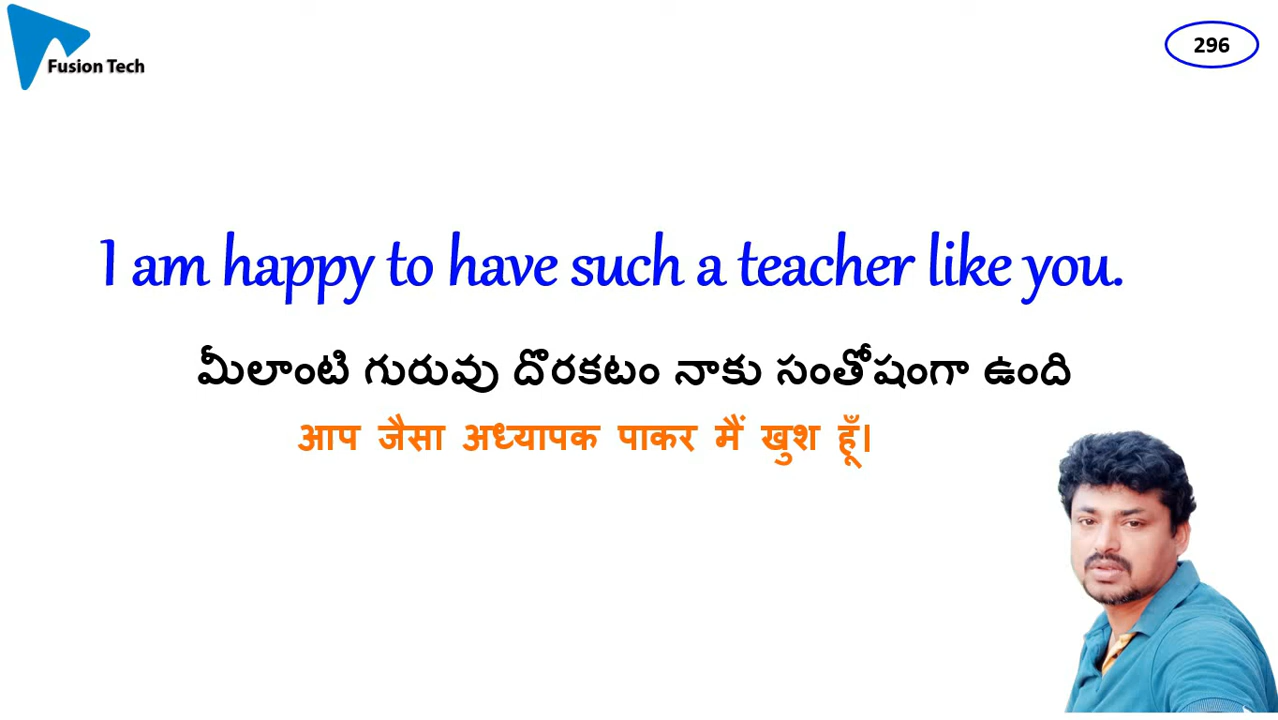 Fusion Tech
296
I am happy to have such a teacher like you.
మీలాంటి గురువు దొరకటం నాకు సంతోషంగా ఉంది
आप जैसा अध्यापक पाकर मैं खुश हूँ।